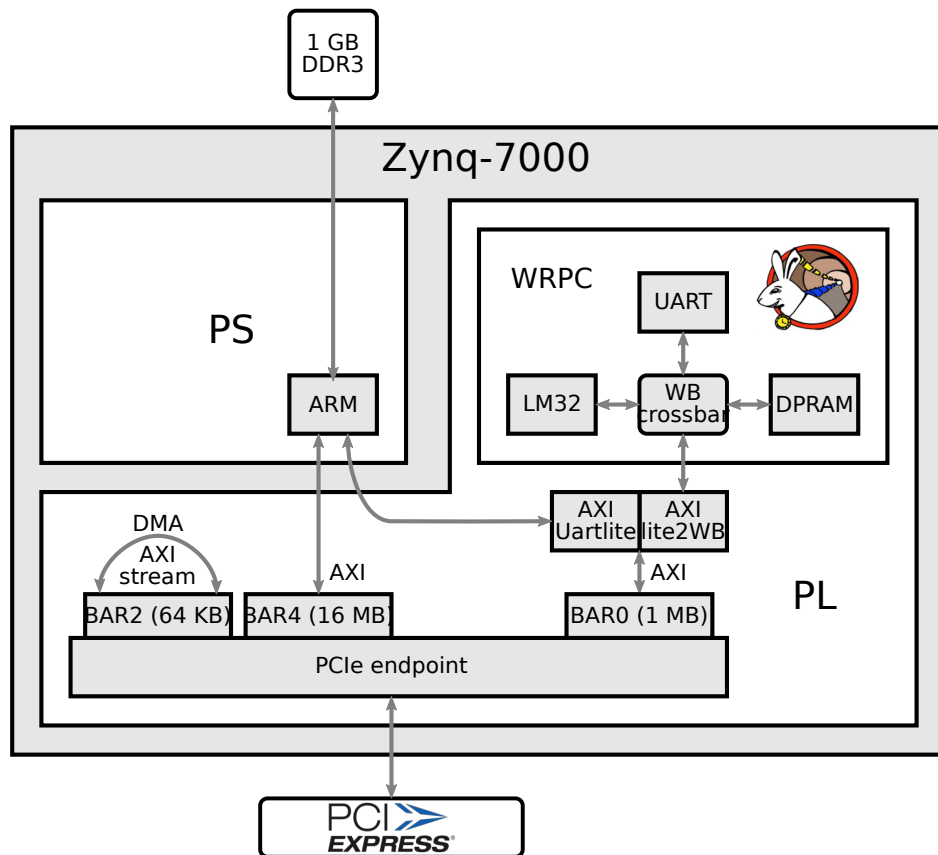 1 GB
DDR3
Zynq-7000
PS
ARM
WRPC
UART
LM32
WB
crossbar
DPRAM
AXI
Uartlite
AXI
lite2WB
DMA
AXI
stream
AXI
AXI
PL
BAR2 (64 KB)
BAR4 (16 MB)
BAR0 (1 MB)
PCIe endpoint
PCI
EXPRESS®